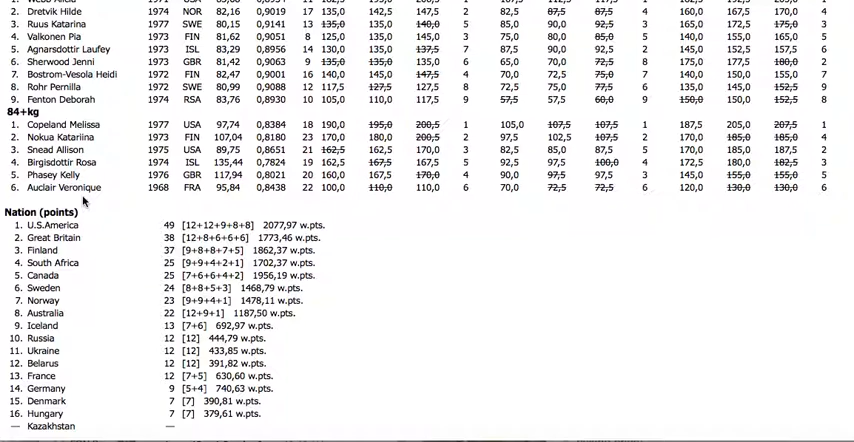 2. Dretvik Hilde 1974 NOR 82,16 0,9019 17 135,0 142,5 147,5 2 82,5 87,5 87,5 4 160,0 167,5 170,0 4
3. Ruus Katarina 1977 SWE 80,15 0,9141 13 135,0 135,0 140,0 5 85,0 90,0 92,5 3 165,0 172,5 175,0 3
4. Valkonen Pia 1973 FIN 81,62 0,9051 8 125,0 135,0 145,0 3 75,0 80,0 85,0 5 140,0 155,0 165,0 5
5. Agnarsdottir Laufey 1973 ISL 83,29 0,8956 14 130,0 135,0 137,5 7 87,5 90,0 92,5 2 145,0 152,5 157,5 6
6. Sherwood Jenni 1973 GBR 81,42 0,9063 9 135,0 135,0 135,0 6 65,0 70,0 72,5 8 175,0 177,5 180,0 2
7. Bostrom-Vesola Heidi 1977 FIN 82,47 0,9001 16 140,0 145,0 147,5 4 70,0 72,5 75,0 7 140,0 150,0 155,0 7
8. Rohr Pernilla 1972 SWE 80,99 0,9088 12 117,5 127,5 127,5 8 72,5 75,0 77,5 6 135,0 145,0 152,5 9
9. Fenton Deborah 1974 RSA 83,76 0,8930 10 105,0 110,0 117,5 9 57,5 57,5 60,0 9 150,0 150,0 152,5 8
84+kg
1. Copeland Melissa 1977 USA 97,74 0,8384 18 190,0 195,0 200,5 1 105,0 107,5 107,5 1 187,5 205,0 207,5 1
2. Nokua Katariina 1973 FIN 107,04 0,8180 23 170,0 180,0 200,5 2 97,5 102,5 107,5 2 170,0 185,0 185,0 4
3. Snead Allison 1975 USA 89,75 0,8651 21 162,5 162,5 170,0 3 82,5 85,0 87,5 5 170,0 185,0 187,5 2
4. Birgisdottir Rosa 1974 ISL 135,44 0,7824 19 162,5 167,5 167,5 5 92,5 97,5 100,0 4 172,5 180,0 182,5 3
5. Phasey Kelly 1976 GBR 117,94 0,8021 20 160,0 167,5 170,0 4 90,0 97,5 97,5 3 145,0 155,0 155,0 5
6. Auclair Veronique 1968 FRA 95,84 0,8438 22 100,0 110,0 110,0 6 70,0 72,5 72,5 6 120,0 130,0 130,0 6
Nation (points)
1. U.S.America 49 [12+12+9+8+8] 2077,97 w.pts.
2. Great Britain 38 [12+8+6+6+6] 1773,46 w.pts.
3. Finland 37 [9+8+8+7+5] 1862,37 w.pts.
4. South Africa 25 [9+9+4+2+1] 1702,37 w.pts.
5. Canada 25 [7+6+6+4+2] 1956,19 w.pts.
6. Sweden 24 [8+8+5+3] 1468,79 w.pts.
7. Norway 23 [9+9+4+1] 1478,11 w.pts.
8. Australia 22 [12+9+1] 1187,50 w.pts.
9. Iceland 13 [7+6] 692,97 w.pts.
10. Russia 12 [12] 444,79 w.pts.
11. Ukraine 12 [12] 433,85 w.pts.
12. Belarus 12 [12] 391,82 w.pts.
13. France 12 [7+5] 630,60 w.pts.
14. Germany 9 [5+4] 740,63 w.pts.
15. Denmark 7 [7] 390,81 w.pts.
16. Hungary 7 [7] 379,61 w.pts.
— Kazakhstan —